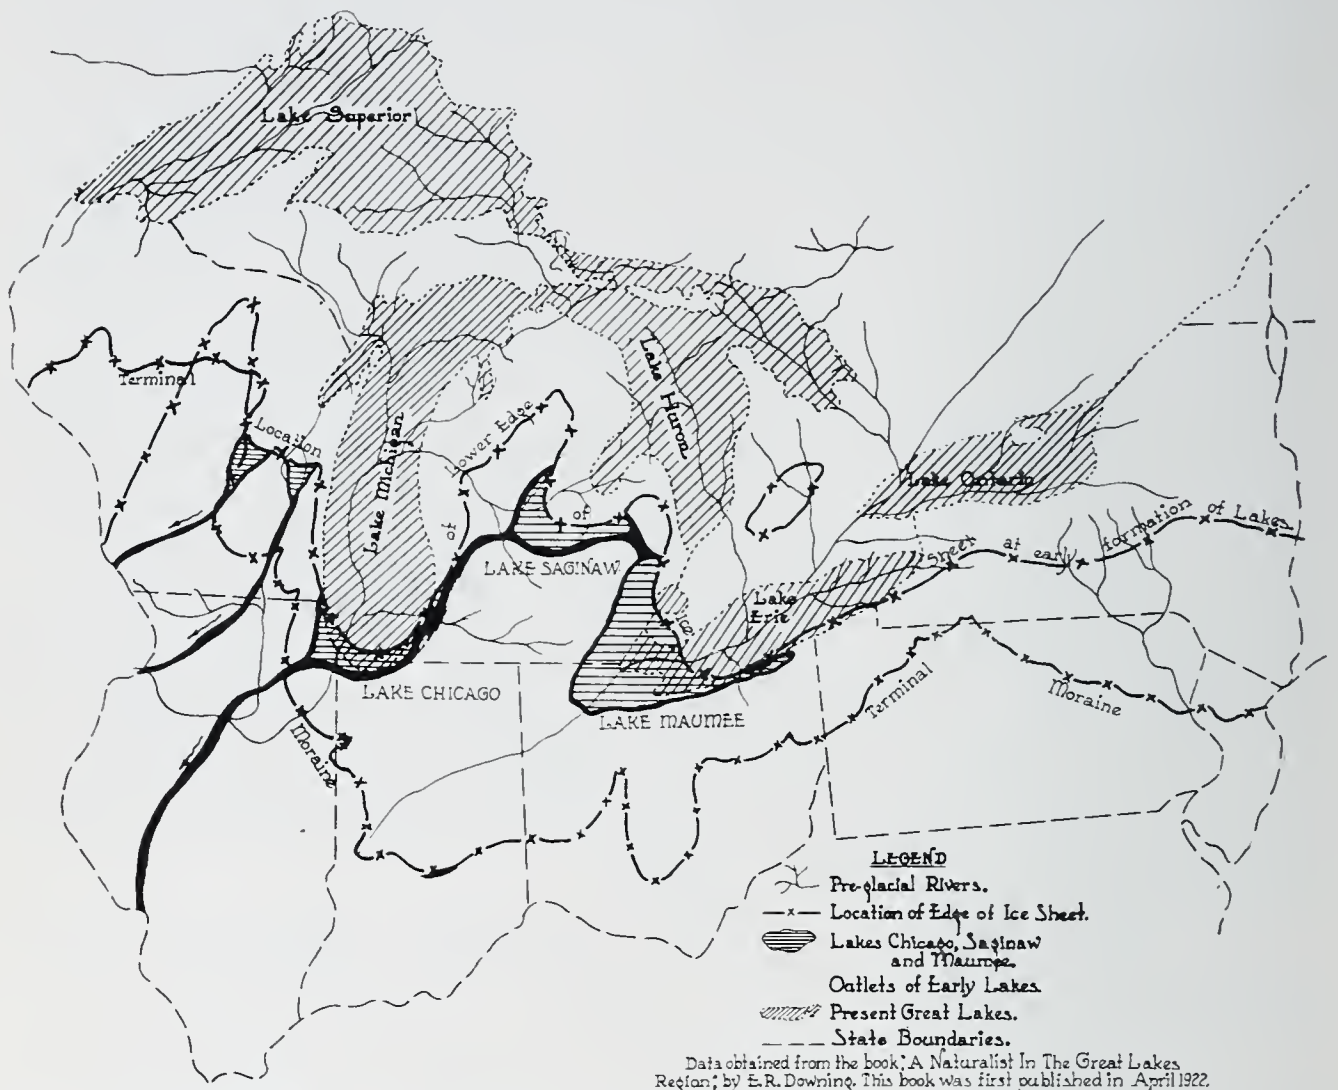 Lake Superior
Terminal
Location
Lake Michigan
Lower Edge
of
of
Lake Huron
Lake Ontario
Ice
Sheet
at early
formation
of Lakes
LAKE SAGINAW
Lake
Erie
LAKE CHICAGO
LAKE MAUMEE
Moraine
Terminal
Moraine
LEGEND
Pre-glacial Rivers.
Location of Edge of Ice Sheet.
Lakes Chicago, Saginaw
and Maumee.
Outlets of Early Lakes.
Present Great Lakes.
State Boundaries.
Data obtained from the book; A Naturalist In The Great Lakes
Region; by E.R. Downing. This book was first published in April 1922.